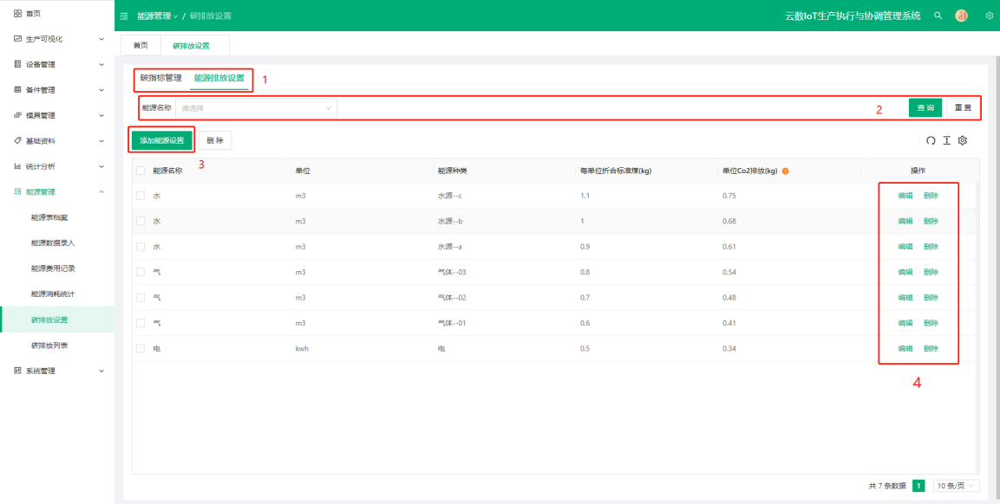 首页
生产可视化
设备管理
备件管理
模具管理
基础资料
统计分析
能源管理
能源表档案
能源数据录入
能源费用记录
能源消耗统计
碳排放设置
碳排放列表
系统管理
能源管理 / 碳排放设置
云数IoT生产执行与协调管理系统
首页 碳排放设置
碳指标管理 能源排放设置 1
能源名称 请选择 2 查 询 重 置
添加能源设置 删 除
3
能源名称 单位 能源种类 每单位折合标准煤(kg) 单位Co2排放(kg) 操作
水 m3 水源--c 1.1 0.75 编辑 删除
水 m3 水源--b 1 0.68 编辑 删除
水 m3 水源--a 0.9 0.61 编辑 删除
气 m3 气体--03 0.8 0.54 编辑 删除
气 m3 气体--02 0.7 0.48 编辑 删除
气 m3 气体--01 0.6 0.41 编辑 删除
电 kwh 电 0.5 0.34 编辑 删除
4
共 7 条数据 1 10 条/页